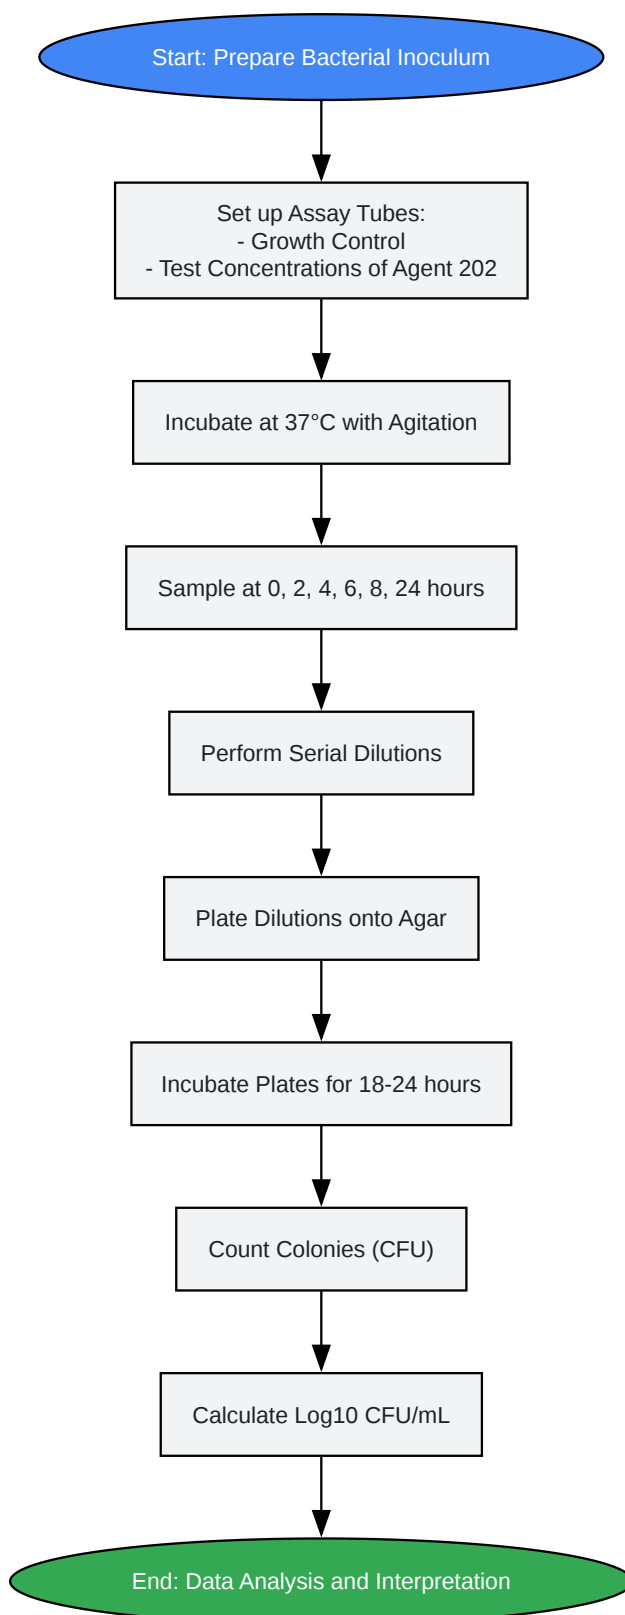 Start: Prepare Bacterial Inoculum
Set up Assay Tubes:
- Growth Control
- Test Concentrations of Agent 202
Incubate at 37°C with Agitation
Sample at 0, 2, 4, 6, 8, 24 hours
Perform Serial Dilutions
Plate Dilutions onto Agar
Incubate Plates for 18-24 hours
Count Colonies (CFU)
Calculate Log10 CFU/mL
End: Data Analysis and Interpretation